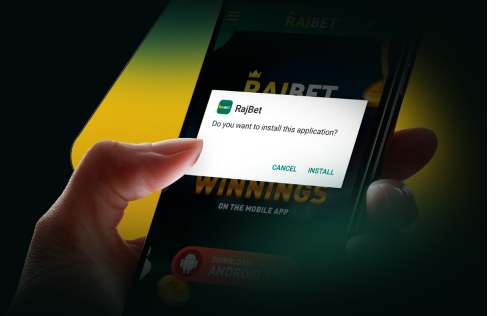 RAJBET
RAJBET
RajBet
Do you want to install this application?
CANCEL
INSTALL
WINNINGS
ON THE MOBILE APP
DOWNLOAD
ANDROID